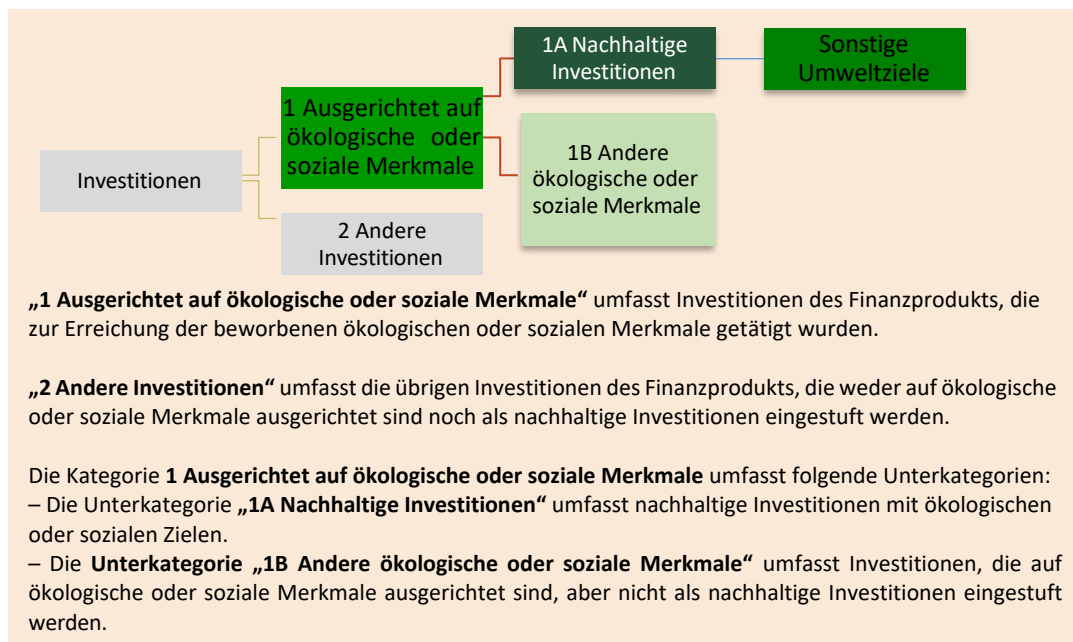 1A Nachhaltige
Investitionen
Sonstige
Umweltziele
1 Ausgerichtet auf
ökologische oder
soziale Merkmale
1B Andere
ökologische oder
soziale Merkmale
Investitionen
2 Andere
Investitionen
„1 Ausgerichtet auf ökologische oder soziale Merkmale“ umfasst Investitionen des Finanzprodukts, die
zur Erreichung der beworbenen ökologischen oder sozialen Merkmale getätigt wurden.
„2 Andere Investitionen“ umfasst die übrigen Investitionen des Finanzprodukts, die weder auf ökologische
oder soziale Merkmale ausgerichtet sind noch als nachhaltige Investitionen eingestuft werden.
Die Kategorie 1 Ausgerichtet auf ökologische oder soziale Merkmale umfasst folgende Unterkategorien:
– Die Unterkategorie „1A Nachhaltige Investitionen“ umfasst nachhaltige Investitionen mit ökologischen
oder sozialen Zielen.
– Die Unterkategorie „1B Andere ökologische oder soziale Merkmale“ umfasst Investitionen, die auf
ökologische oder soziale Merkmale ausgerichtet sind, aber nicht als nachhaltige Investitionen eingestuft
werden.